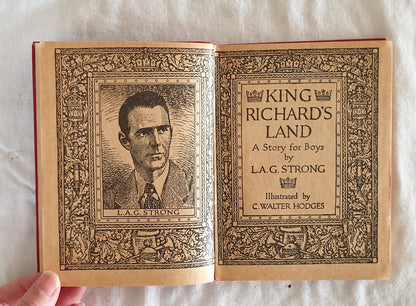 L.A.G. STRONG
KING
RICHARD'S
LAND
A Story for Boys
by
L.A.G. STRONG
Illustrated by
C. WALTER HODGES